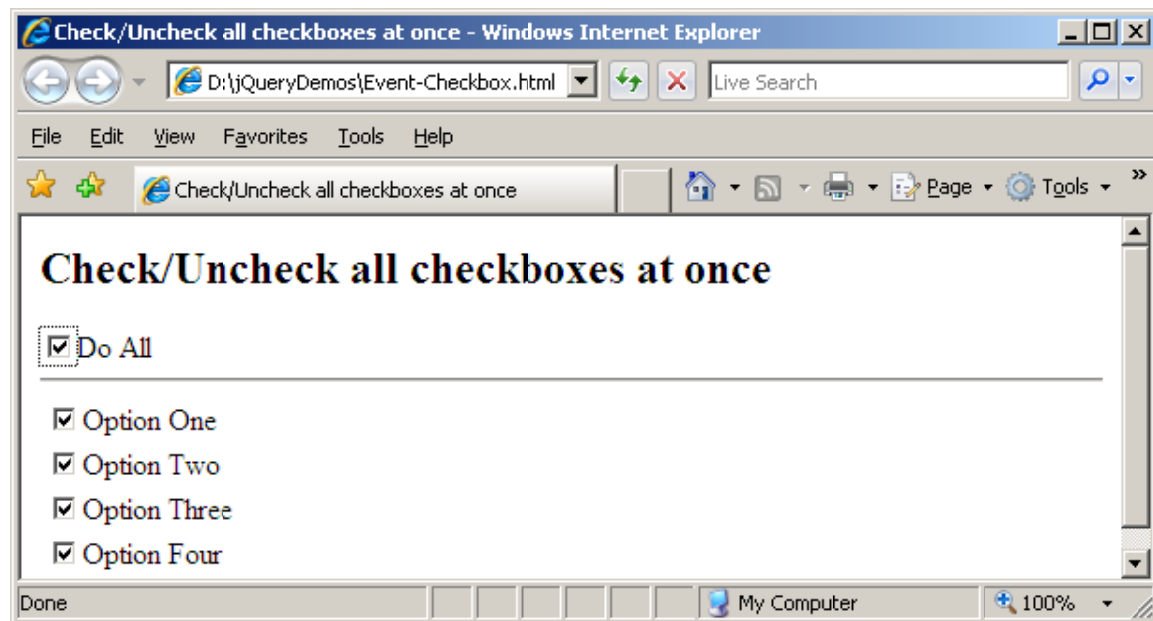 Check/Uncheck all checkboxes at once - Windows Internet Explorer
D:\jQueryDemos\Event-Checkbox.html Live Search
File Edit View Favorites Tools Help
Check/Uncheck all checkboxes at once Page Tools »
Check/Uncheck all checkboxes at once
Do All
Option One
Option Two
Option Three
Option Four
Done My Computer 100%